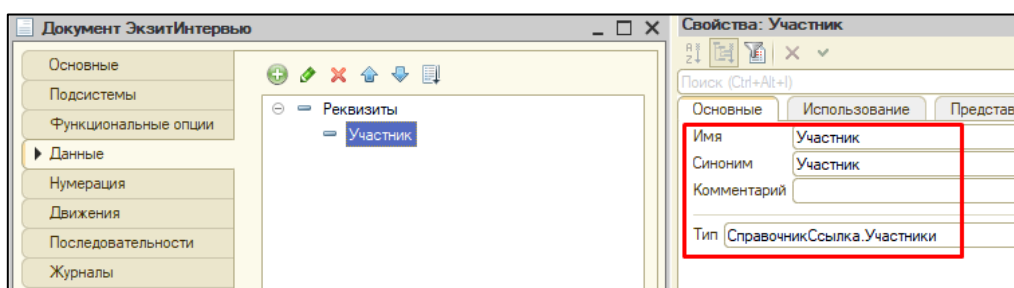 Документ ЭкзитИнтервью
Основные
Подсистемы
Функциональные опции
Данные
Нумерация
Движения
Последовательности
Журналы
Реквизиты
Участник
Свойства: Участник
Поиск (Ctrl+Alt+I)
Основные Использование Представ
Имя Участник
Синоним Участник
Комментарий
Тип СправочникСсылка.Участники